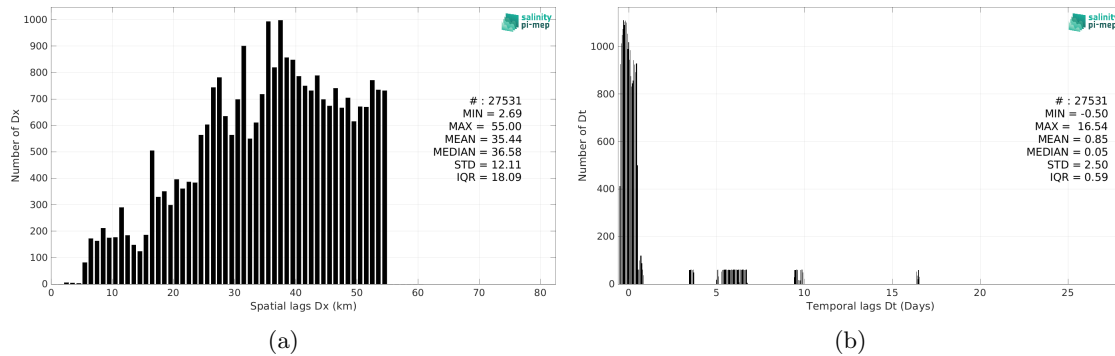 1000
900
800
700
600
500
400
300
200
100
0
Number of Dx
0 10 20 30 40 50 60 70 80
Spatial lags Dx (km)
salinity
pi-mep
# : 27531
MIN = 2.69
MAX = 55.00
MEAN = 35.44
MEDIAN = 36.58
STD = 12.11
IQR = 18.09
(a)
1000
800
600
400
200
0
Number of Dt
0 5 10 15 20 25
Temporal lags Dt (Days)
salinity
pi-mep
# : 27531
MIN = -0.50
MAX = 16.54
MEAN = 0.85
MEDIAN = 0.05
STD = 2.50
IQR = 0.59
(b)